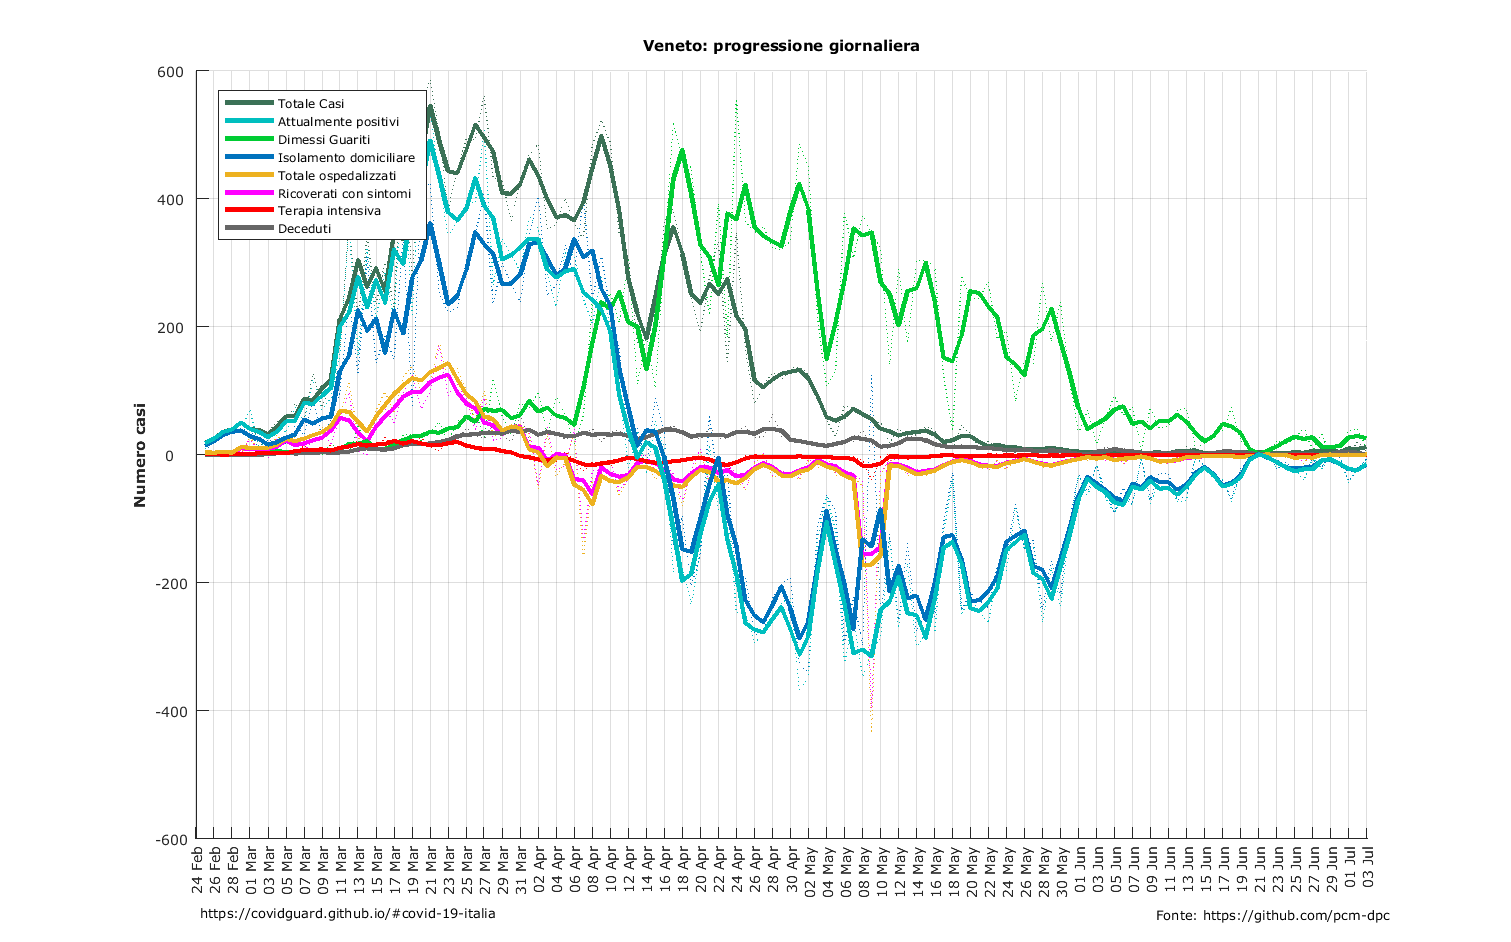 Veneto: progressione giornaliera
Numero casi
600
400
200
0
-200
-400
-600
Totale Casi
Attualmente positivi
Dimessi Guariti
Isolamento domiciliare
Totale ospedalizzati
Ricoverati con sintomi
Terapia intensiva
Deceduti
24 Feb
26 Feb
28 Feb
01 Mar
03 Mar
05 Mar
07 Mar
09 Mar
11 Mar
13 Mar
15 Mar
17 Mar
19 Mar
21 Mar
23 Mar
25 Mar
27 Mar
29 Mar
31 Mar
02 Apr
04 Apr
06 Apr
08 Apr
10 Apr
12 Apr
14 Apr
16 Apr
18 Apr
20 Apr
22 Apr
24 Apr
26 Apr
28 Apr
30 Apr
02 May
04 May
06 May
08 May
10 May
12 May
14 May
16 May
18 May
20 May
22 May
24 May
26 May
28 May
30 May
01 Jun
03 Jun
05 Jun
07 Jun
09 Jun
11 Jun
13 Jun
15 Jun
17 Jun
19 Jun
21 Jun
23 Jun
25 Jun
27 Jun
29 Jun
01 Jul
03 Jul
https://covidguard.github.io/#covid-19-italia
Fonte: https://github.com/pcm-dpc